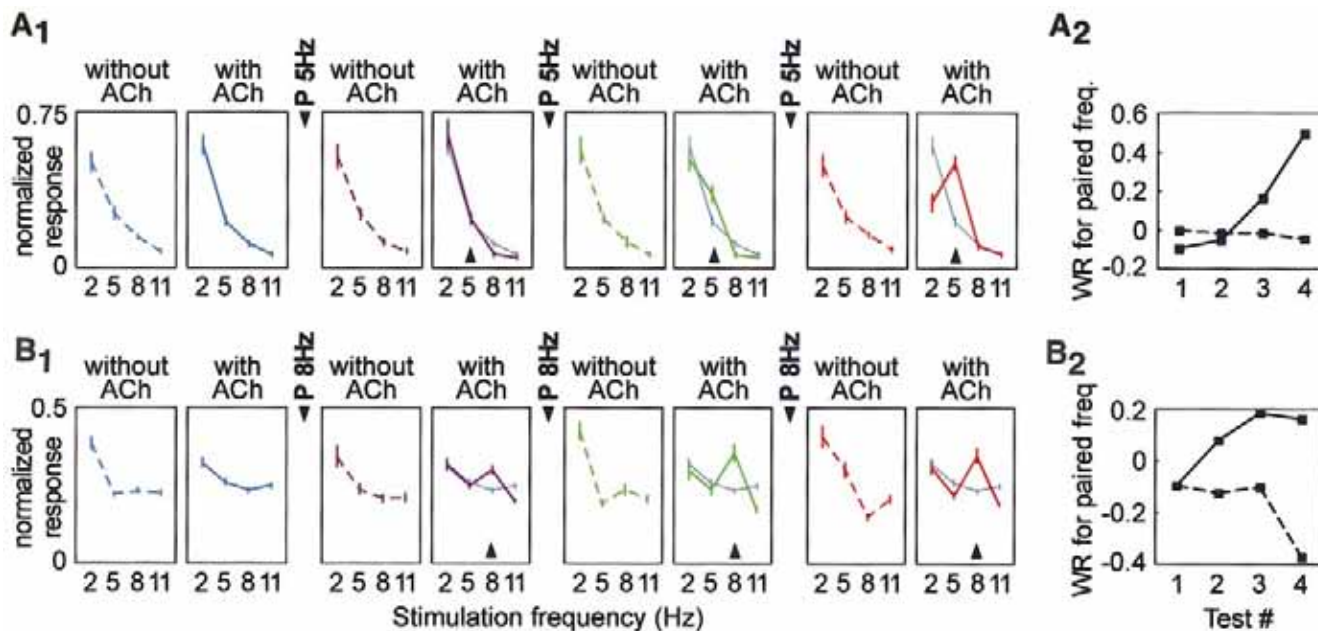 A1
without ACh
with ACh
P 5Hz
without ACh
with ACh
P 5Hz
without ACh
with ACh
P 5Hz
without ACh
with ACh
0.75
0
normalized response
2 5 8 11
2 5 8 11
2 5 8 11
2 5 8 11
2 5 8 11
2 5 8 11
2 5 8 11
2 5 8 11
A2
WR for paired freq.
0.6
0.4
0.2
0
-0.2
1 2 3 4
B1
without ACh
with ACh
P 8Hz
without ACh
with ACh
P 8Hz
without ACh
with ACh
P 8Hz
without ACh
with ACh
0.5
0
normalized response
2 5 8 11
2 5 8 11
2 5 8 11
2 5 8 11
2 5 8 11
2 5 8 11
2 5 8 11
2 5 8 11
Stimulation frequency (Hz)
B2
WR for paired freq
0.2
0
-0.2
-0.4
1 2 3 4
Test #